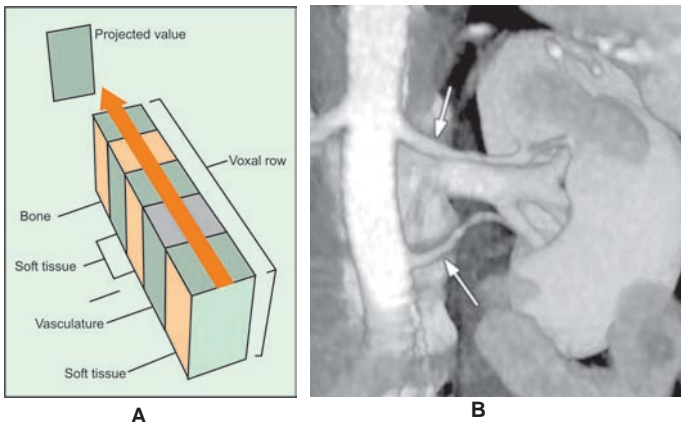 Projected value
Voxal row
Bone
Soft tissue
Vasculature
Soft tissue
A
B